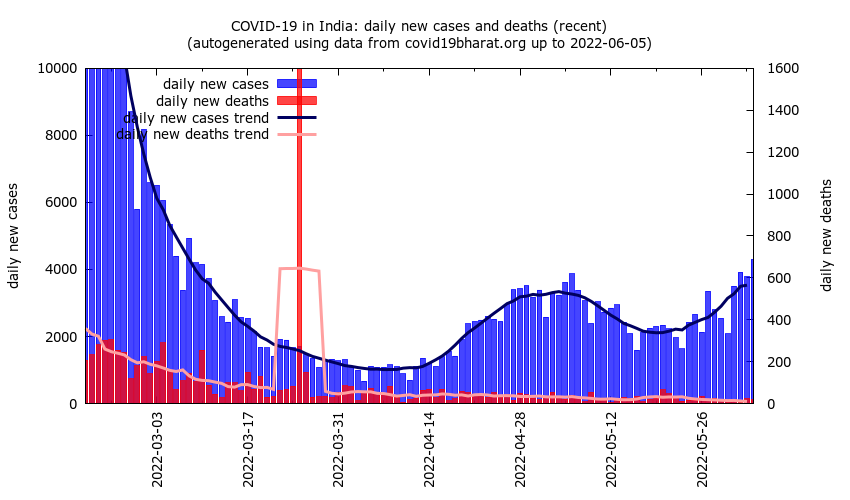 COVID-19 in India: daily new cases and deaths (recent)
(autogenerated using data from covid19bharat.org up to 2022-06-05)
daily new cases
daily new deaths
daily new cases trend
daily new deaths trend
daily new cases
10000
8000
6000
4000
2000
0
1600
1400
1200
1000
800
600
400
200
0
daily new deaths
2022-03-03
2022-03-17
2022-03-31
2022-04-14
2022-04-28
2022-05-12
2022-05-26